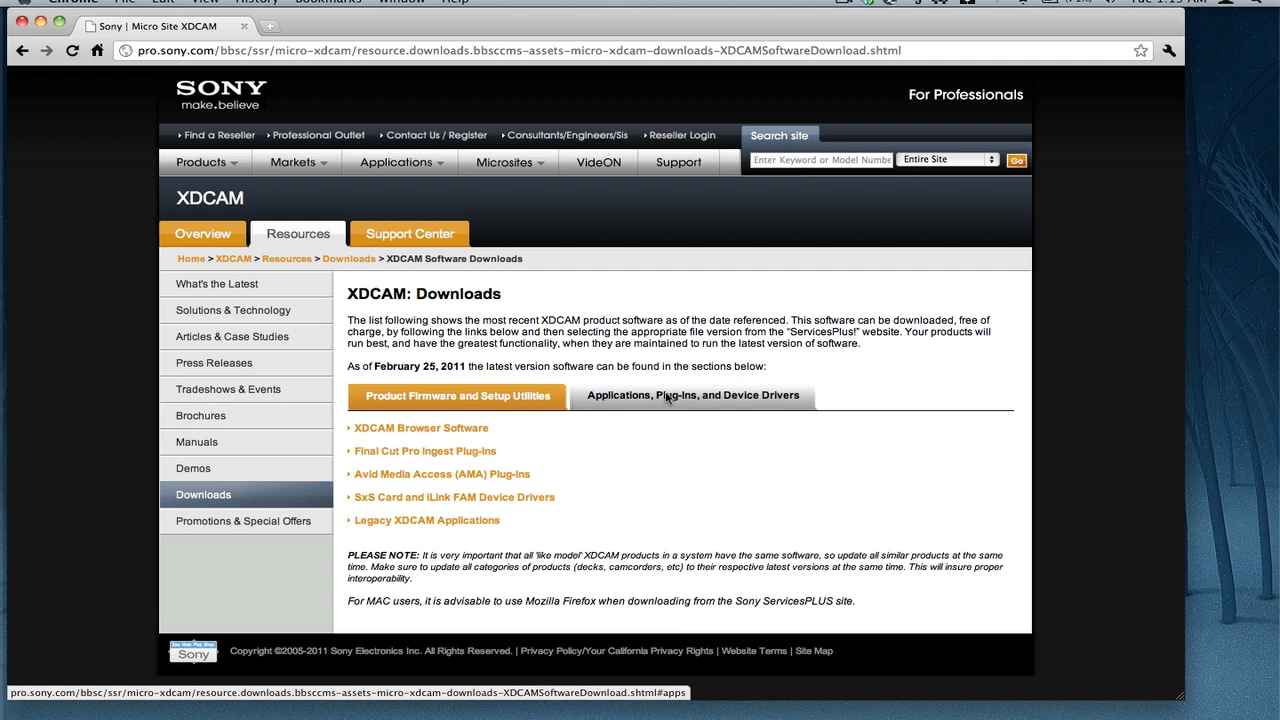 Chrome File Edit View History Bookmarks Window Help
Sony | Micro Site XDCAM
pro.sony.com/bbsc/ssr/micro-xdcam/resource.downloads.bbsccms-assets-micro-xdcam-downloads-XDCAMSoftwareDownload.shtml
SONY
make.believe
For Professionals
Find a Reseller Professional Outlet Contact Us / Register Consultants/Engineers/SIs Reseller Login
Search site
Products Markets Applications Microsites VideON Support
Enter Keyword or Model Numbe Entire Site Go
XDCAM
Overview Resources Support Center
Home > XDCAM > Resources > Downloads > XDCAM Software Downloads
What's the Latest
Solutions & Technology
Articles & Case Studies
Press Releases
Tradeshows & Events
Brochures
Manuals
Demos
Downloads
Promotions & Special Offers
XDCAM: Downloads
The list following shows the most recent XDCAM product software as of the date referenced. This software can be downloaded, free of
charge, by following the links below and then selecting the appropriate file version from the "ServicesPlus!" website. Your products will
run best, and have the greatest functionality, when they are maintained to run the latest version of software.
As of February 25, 2011 the latest version software can be found in the sections below:
Product Firmware and Setup Utilities Applications, Plug-Ins, and Device Drivers
XDCAM Browser Software
Final Cut Pro Ingest Plug-Ins
Avid Media Access (AMA) Plug-Ins
SxS Card and iLink FAM Device Drivers
Legacy XDCAM Applications
PLEASE NOTE: It is very important that all 'like model' XDCAM products in a system have the same software, so update all similar products at the same
time. Make sure to update all categories of products (decks, camcorders, etc) to their respective latest versions at the same time. This will insure proper
interoperability.
For MAC users, it is advisable to use Mozilla Firefox when downloading from the Sony ServicesPLUS site.
Sony
Copyright ©2005-2011 Sony Electronics Inc. All Rights Reserved. | Privacy Policy/Your California Privacy Rights | Website Terms | Site Map
pro.sony.com/bbsc/ssr/micro-xdcam/resource.downloads.bbsccms-assets-micro-xdcam-downloads-XDCAMSoftwareDownload.shtml#apps